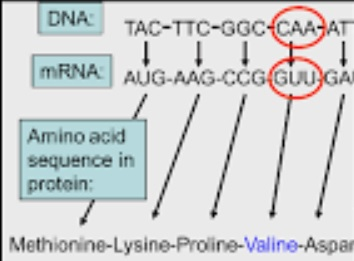 DNA:
TAC-TTC-GGC-CAA-AT
mRNA:
AUG-AAG-CCG-GUU-GA
Amino acid
sequence in
protein:
Methionine-Lysine-Proline-Valine-Aspar